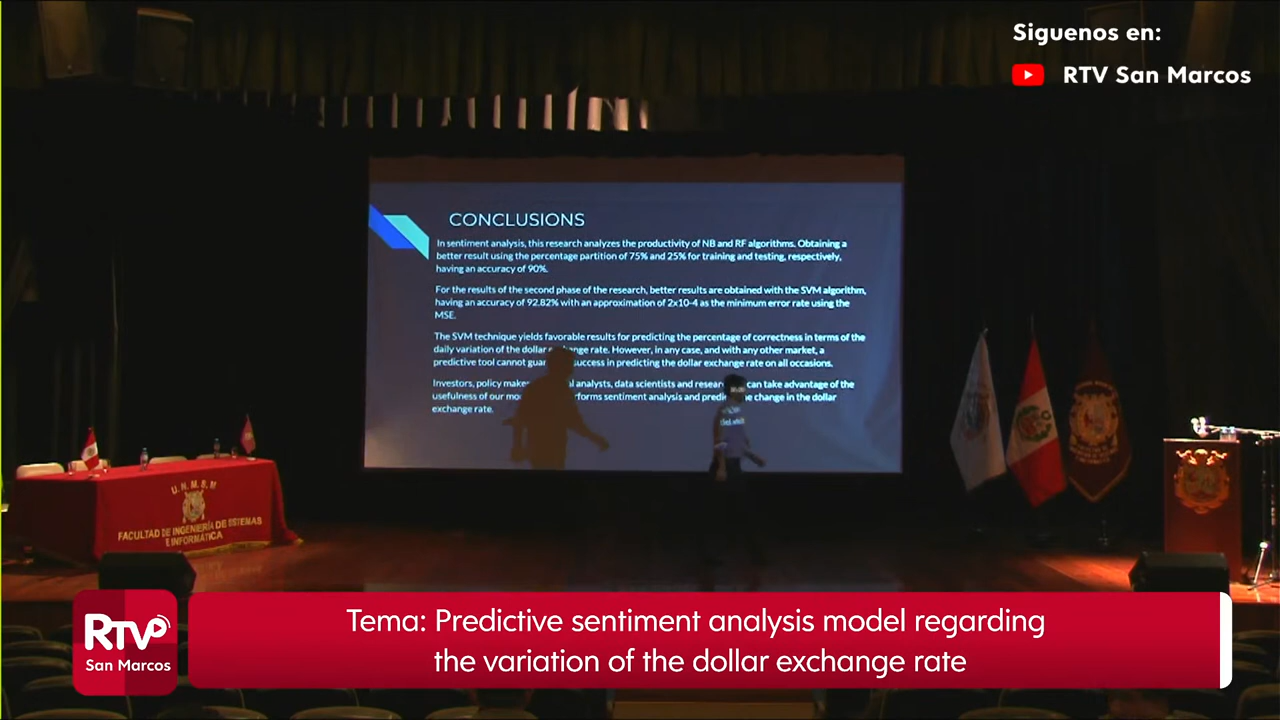 Siguenos en:
RTV San Marcos
CONCLUSIONS
In sentiment analysis, this research analyzes the productivity of NB and RF algorithms. Obtaining a
better result using the percentage partition of 75% and 25% for training and testing, respectively,
having an accuracy of 90%.
For the results of the second phase of the research, better results are obtained with the SVM algorithm,
having an accuracy of 92.82% with an approximation of 2x10-4 as the minimum error rate using the
MSE.
The SVM technique yields favorable results for predicting the percentage of correctness in terms of the
daily variation of the dollar exchange rate. However, in any case, and with any other market, a
predictive tool cannot success in predicting the dollar exchange rate on all occasions.
Investors, policy analysts, data scientists and can take advantage of the
usefulness of our sentiment analysis and change in the dollar
exchange rate.
U.N.M.S.M
FACULTAD DE INGENIERÍA DE SISTEMAS
E INFORMÁTICA
RTVP
San Marcos
Tema: Predictive sentiment analysis model regarding
the variation of the dollar exchange rate